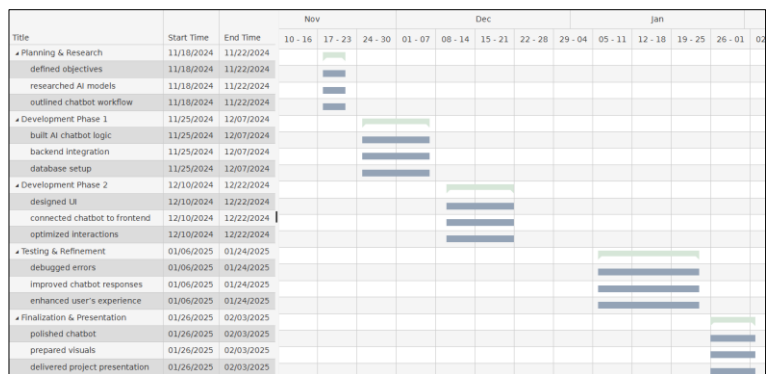 Nov Dec Jan
Title Start Time End Time 10 - 16 17 - 23 24 - 30 01 - 07 08 - 14 15 - 21 22 - 28 29 - 04 05 - 11 12 - 18 19 - 25 26 - 01 02
Planning & Research 11/18/2024 11/22/2024
defined objectives 11/18/2024 11/22/2024
researched AI models 11/18/2024 11/22/2024
outlined chatbot workflow 11/18/2024 11/22/2024
Development Phase 1 11/25/2024 12/07/2024
built AI chatbot logic 11/25/2024 12/07/2024
backend integration 11/25/2024 12/07/2024
database setup 11/25/2024 12/07/2024
Development Phase 2 12/10/2024 12/22/2024
designed UI 12/10/2024 12/22/2024
connected chatbot to frontend 12/10/2024 12/22/2024
optimized interactions 12/10/2024 12/22/2024
Testing & Refinement 01/06/2025 01/24/2025
debugged errors 01/06/2025 01/24/2025
improved chatbot responses 01/06/2025 01/24/2025
enhanced user's experience 01/06/2025 01/24/2025
Finalization & Presentation 01/26/2025 02/03/2025
polished chatbot 01/26/2025 02/03/2025
prepared visuals 01/26/2025 02/03/2025
delivered project presentation 01/26/2025 02/03/2025